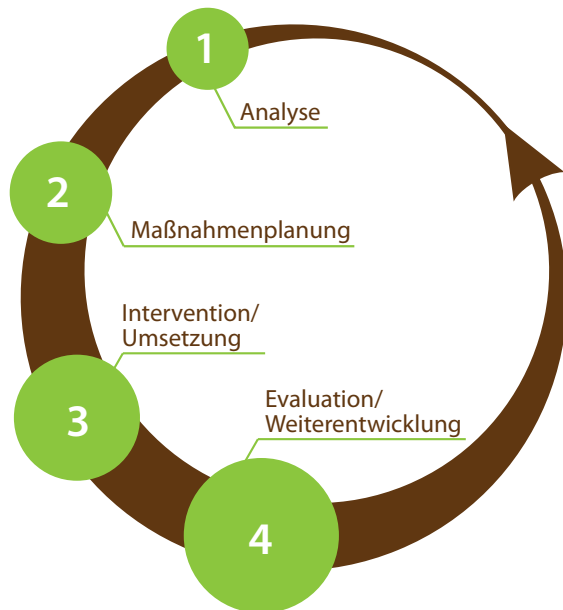 1
Analyse
2
Maßnahmenplanung
Intervention/
Umsetzung
3
Evaluation/
Weiterentwicklung
4